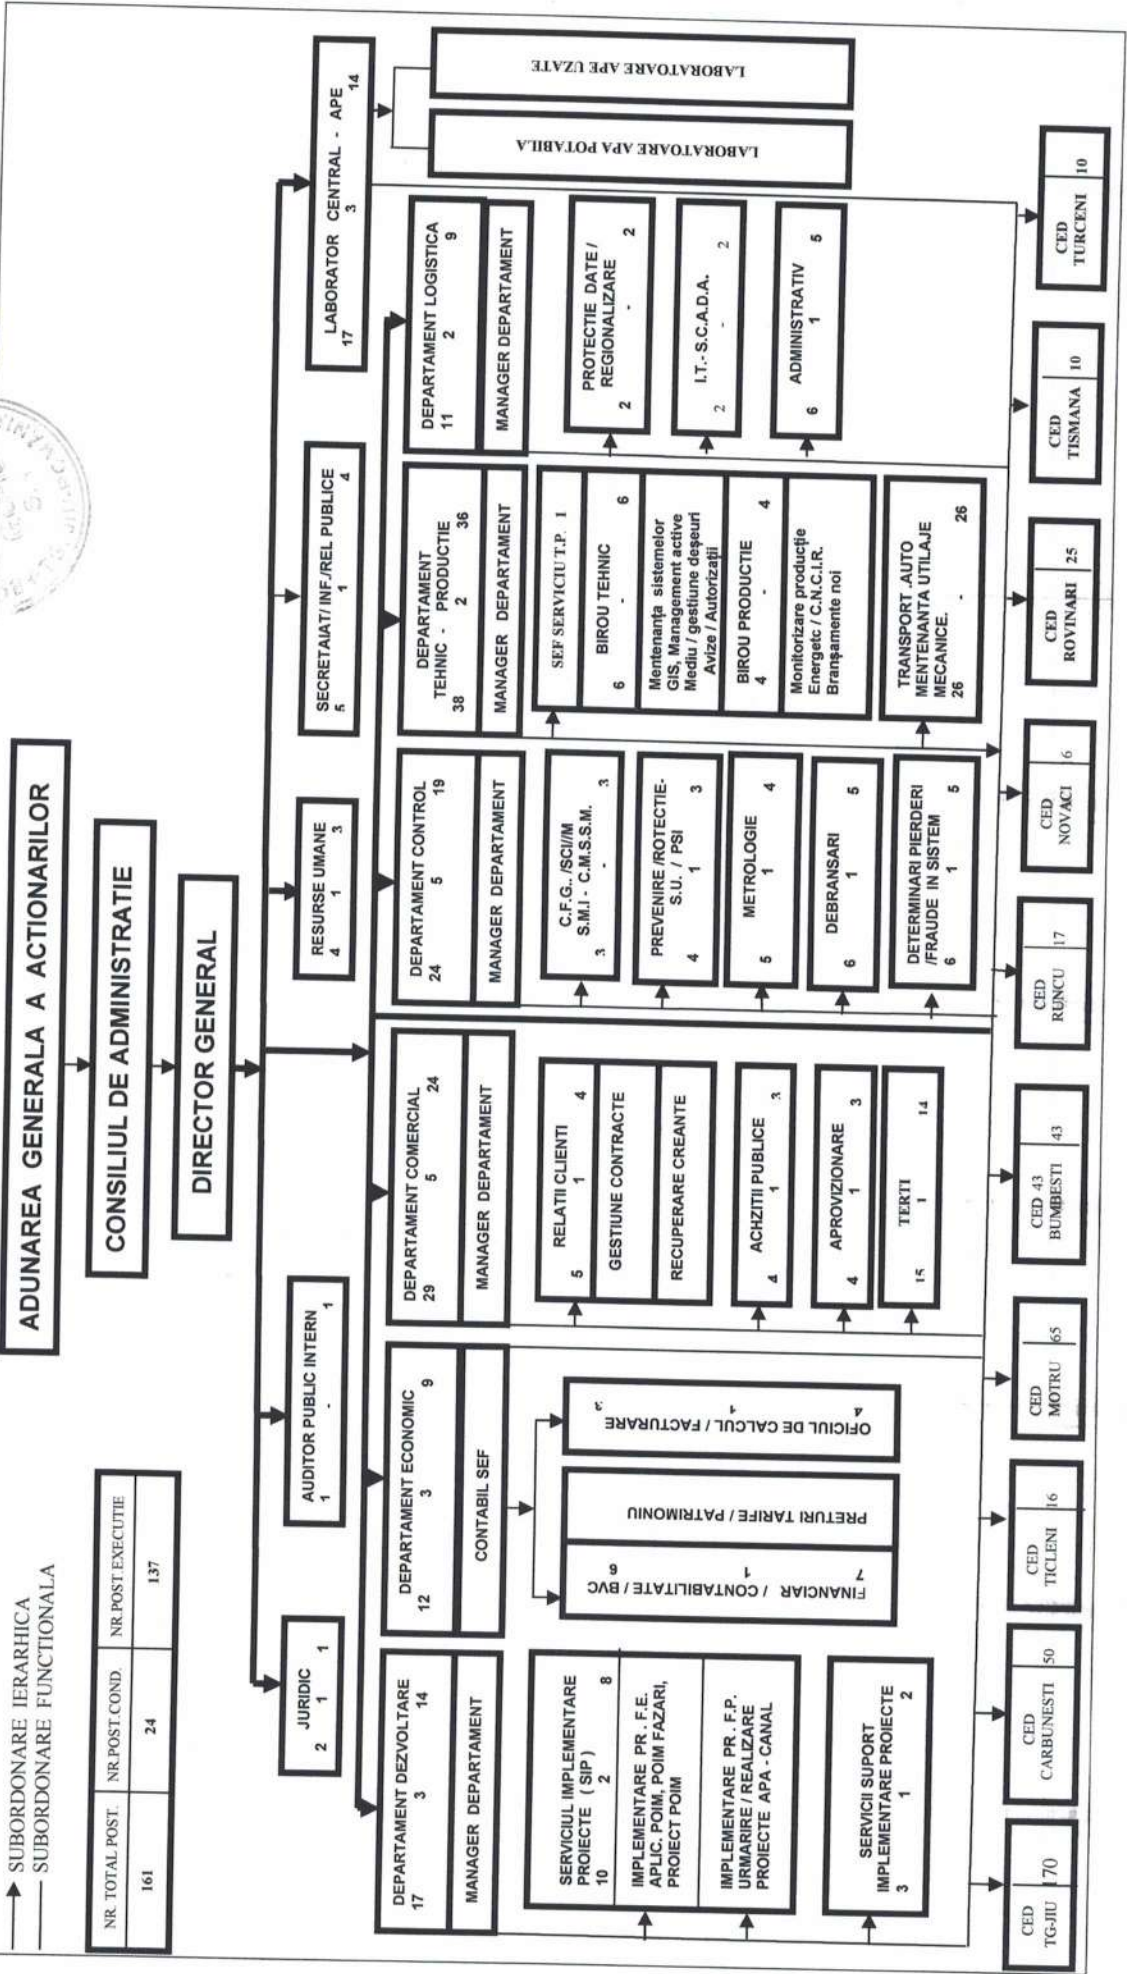 SUBORDONARE IERARHICA
SUBORDONARE FUNCTIONALA
NR. TOTAL POST. NR.POST.COND. NR.POST.EXECUTIE
161 24 137
ADUNAREA GENERALA A ACTIONARILOR
CONSILIUL DE ADMINISTRATIE
DIRECTOR GENERAL
JURIDIC
2 1 1
AUDITOR PUBLIC INTERN
1 - 1
RESURSE UMANE
4 1 3
SECRETAIAT/ INF./REL PUBLICE
5 1 4
LABORATOR CENTRAL - APE
17 3 14
LABORATOARE APA POTABILA
LABORATOARE APE UZATE
DEPARTAMENT DEZVOLTARE
17 3 14
MANAGER DEPARTAMENT
SERVICIUL IMPLEMENTARE
PROIECTE ( SIP )
10 2 8
IMPLEMENTARE PR . F.E.
APLIC. POIM, POIM FAZARI,
PROIECT POIM
IMPLEMENTARE PR . F.P.
URMARIRE / REALIZARE
PROIECTE APA - CANAL
SERVICII SUPORT
IMPLEMENTARE PROIECTE
3 1 2
DEPARTAMENT ECONOMIC
12 3 9
CONTABIL SEF
FINANCIAR / CONTABILITATE / BVC
7 1 6
PRETURI TARIFE / PATRIMONIU
OFICIUL DE CALCUL / FACTURARE
4 1 3
DEPARTAMENT COMERCIAL
29 5 24
MANAGER DEPARTAMENT
RELATII CLIENTI
5 1 4
GESTIUNE CONTRACTE
RECUPERARE CREANTE
ACHZITII PUBLICE
4 1 3
APROVIZIONARE
4 1 3
TERTI
15 1 14
DEPARTAMENT CONTROL
24 5 19
MANAGER DEPARTAMENT
C.F.G.. /SCI//M
S.M.I - C.M.S.S.M.
3 - 3
PREVENIRE /ROTECTIE-
S.U. / PSI
4 1 3
METROLOGIE
5 1 4
DEBRANSARI
6 1 5
DETERMINARI PIERDERI
/FRAUDE IN SISTEM
6 1 5
DEPARTAMENT
TEHNIC - PRODUCTIE
38 2 36
MANAGER DEPARTAMENT
SEF SERVICIU T.P. 1
BIROU TEHNIC
6 - 6
Mentenanța sistemelor
GIS, Management active
Mediu / gestiune deșeuri
Avize / Autorizații
BIROU PRODUCTIE
4 - 4
Monitorizare producție
Energetc / C.N.C.I.R.
Branșamente noi
TRANSPORT .AUTO
MENTENANTA UTILAJE
MECANICE.
26 - 26
DEPARTAMENT LOGISTICA
11 2 9
MANAGER DEPARTAMENT
PROTECTIE DATE /
REGIONALIZARE
2 - 2
I.T.- S.C.A.D.A.
2 - 2
ADMINISTRATIV
6 1 5
CED
TG-JIU 170
CED
CARBUNESTI 50
CED
TICLENI 16
CED
MOTRU 65
CED 43
BUMBESTI 43
CED
RUNCU 17
CED
NOVACI 6
CED
ROVINARI 25
CED
TISMANA 10
CED
TURCENI 10